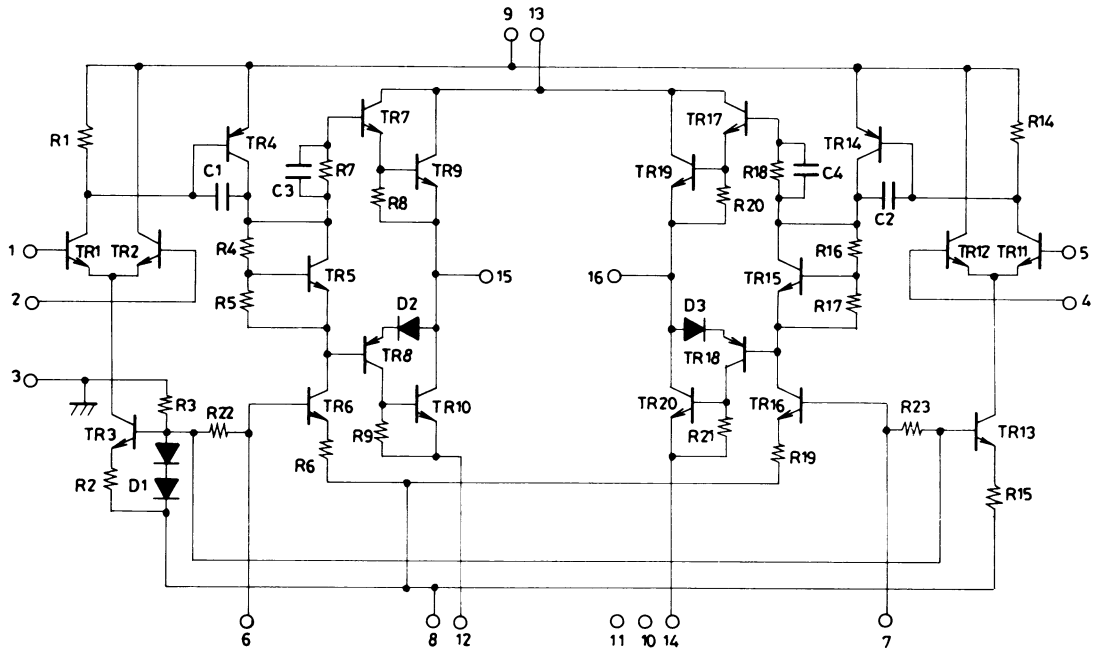 9 13
R1 TR4 TR7 TR17 TR14 R14
C1 C3 R7 R8 TR9 TR19 R20 R18 C4 C2
1 TR1 TR2 R4 TR5 15 16 TR15 R16 TR12 TR11 5
2 R5 D2 D3 R17 4
TR8 TR18
3 R3 R22 TR6 TR10 TR20 TR16 R23
TR3 R9 R21 TR13
R2 D1 R6 R19 R15
6 8 12 11 10 14 7